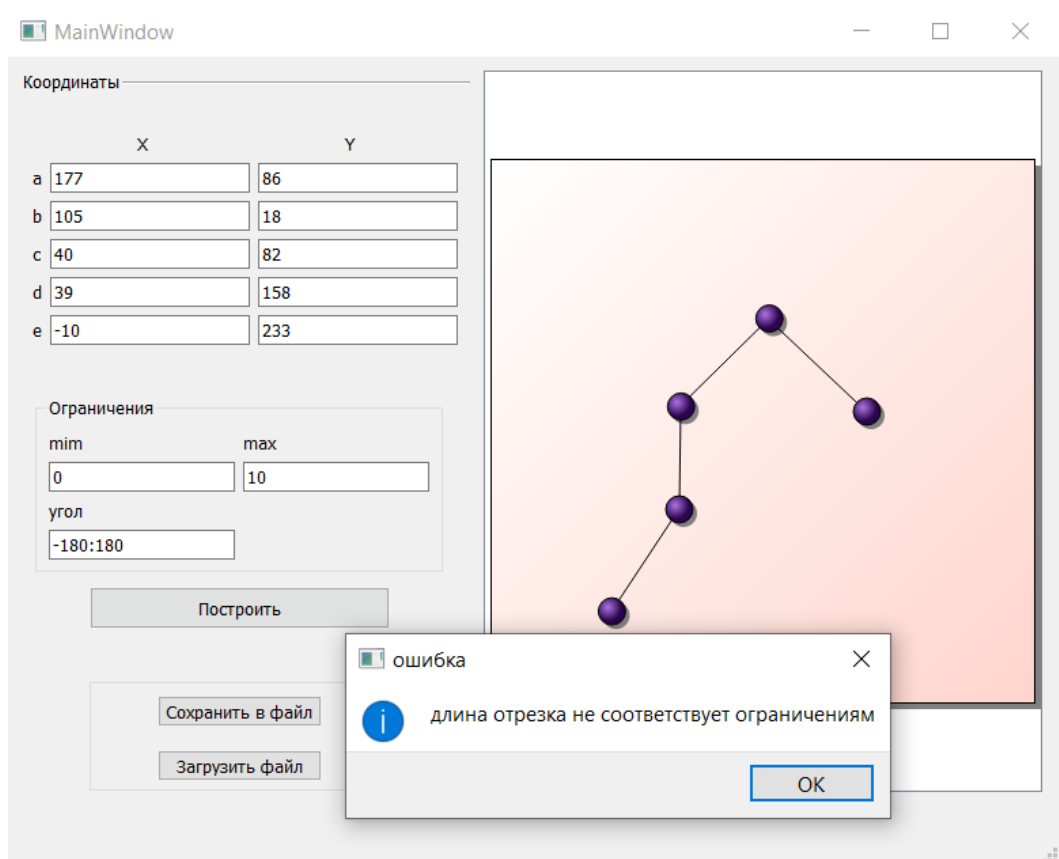 MainWindow
Координаты
X Y
a 177 86
b 105 18
c 40 82
d 39 158
e -10 233
Ограничения
mim max
0 10
угол
-180:180
Построить
Сохранить в файл
Загрузить файл
ошибка
длина отрезка не соответствует ограничениям
OK